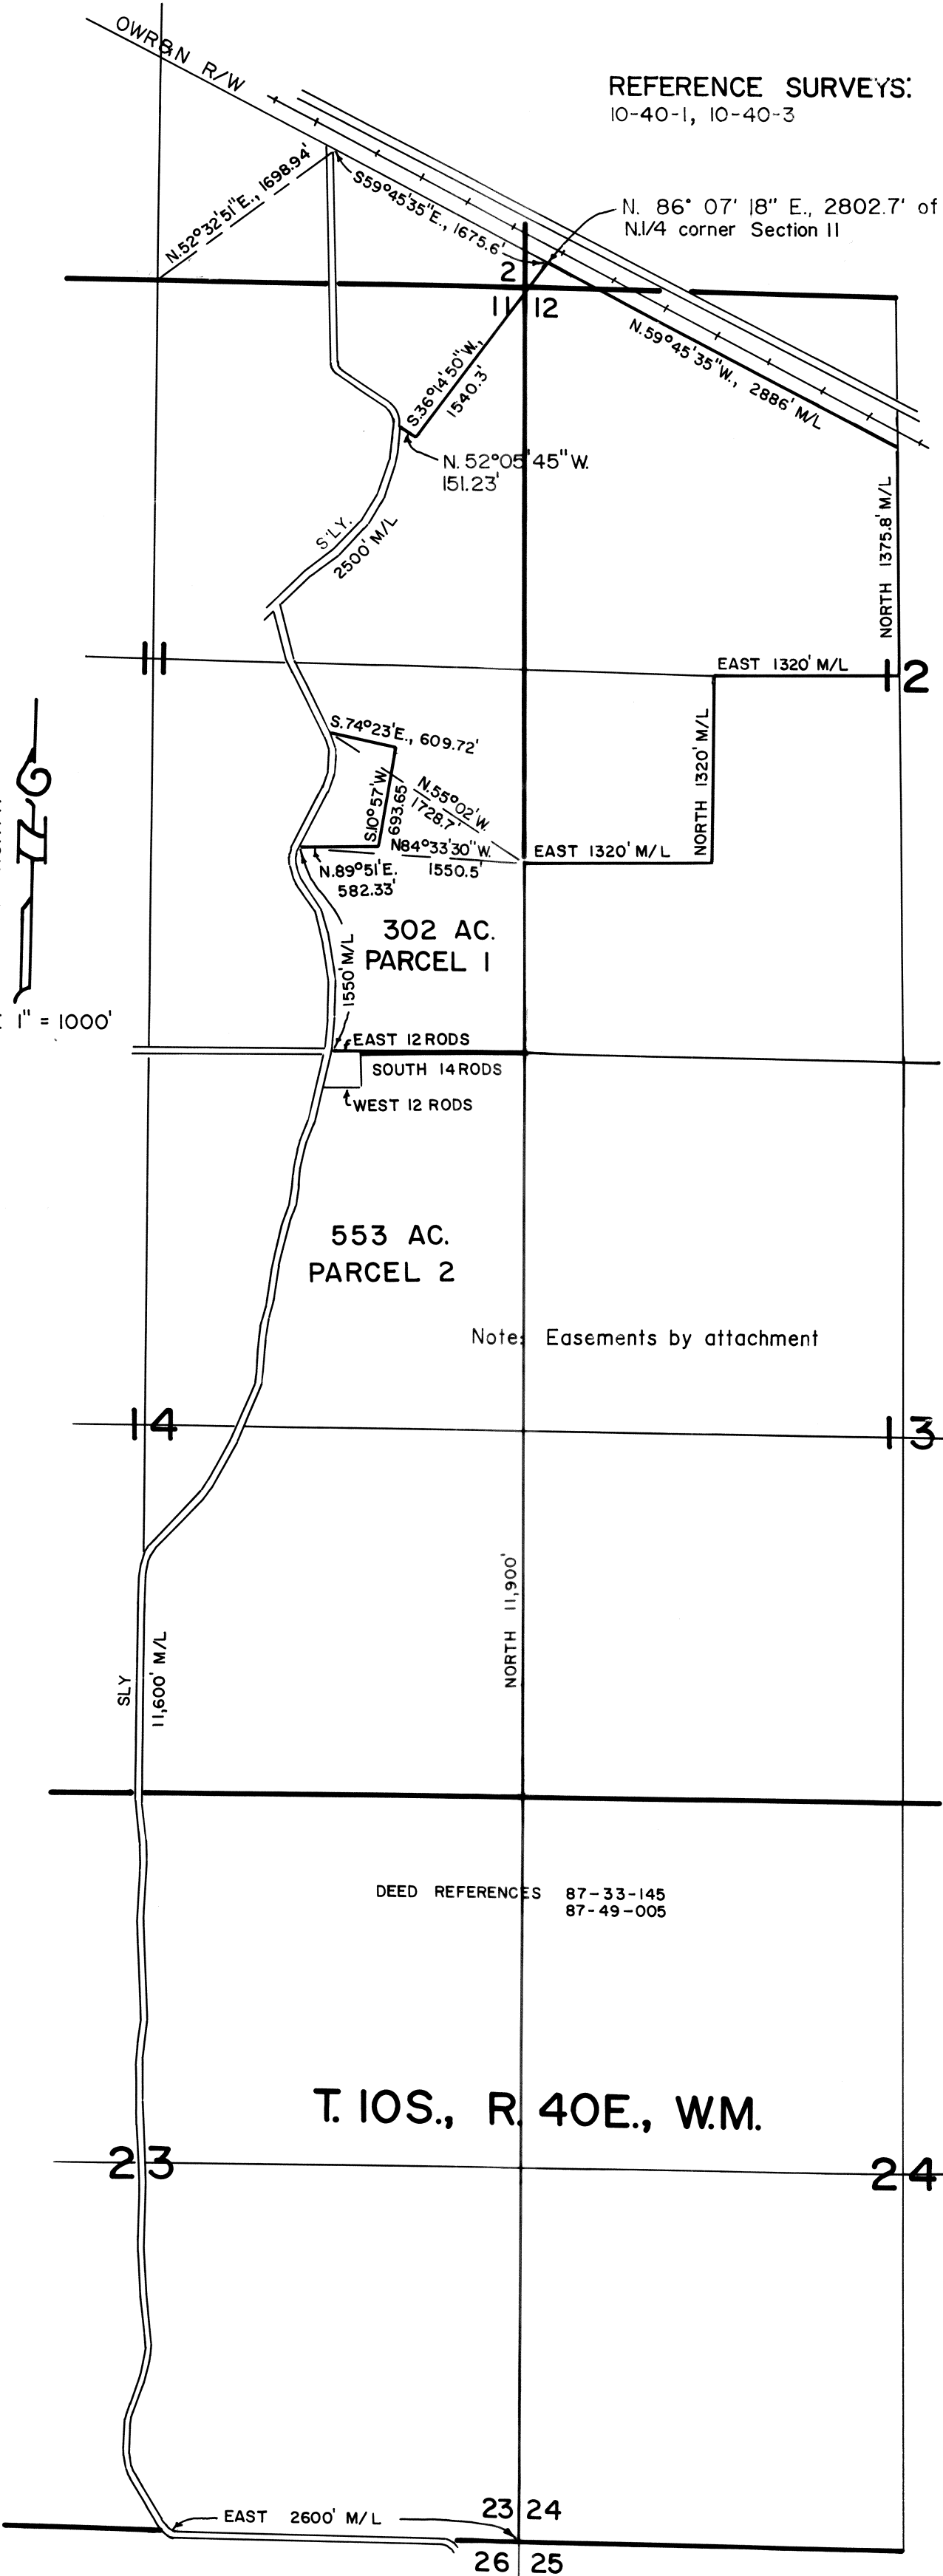 OWR&N R/W
REFERENCE SURVEYS:
10-40-1, 10-40-3
N.52°32'51"E., 1698.94'
S59°45'35"E., 1675.6'
N. 86° 07' 18" E., 2802.7' of
N.1/4 corner Section 11
2
11 12
N.59°45'35"W., 2886' M/L
S.36°14'50"W.,
1540.3'
N. 52°05'45"W.
151.23'
S'LY.
2500' M/L
NORTH 1375.8' M/L
11
EAST 1320' M/L
12
S.74°23'E., 609.72'
NORTH 1320' M/L
S.10°57'W
693.65
N.55°02'W.
1728.7'
N84°33'30"W.
1550.5'
EAST 1320' M/L
N.89°51'E.
582.33'
302 AC.
PARCEL 1
1550' M/L
1" = 1000'
EAST 12 RODS
SOUTH 14 RODS
WEST 12 RODS
553 AC.
PARCEL 2
Note: Easements by attachment
14
13
NORTH 11,900'
SLY
11,600' M/L
DEED REFERENCES 87-33-145
87-49-005
T. 10S., R. 40E., W.M.
23
24
EAST 2600' M/L
23 24
26 25